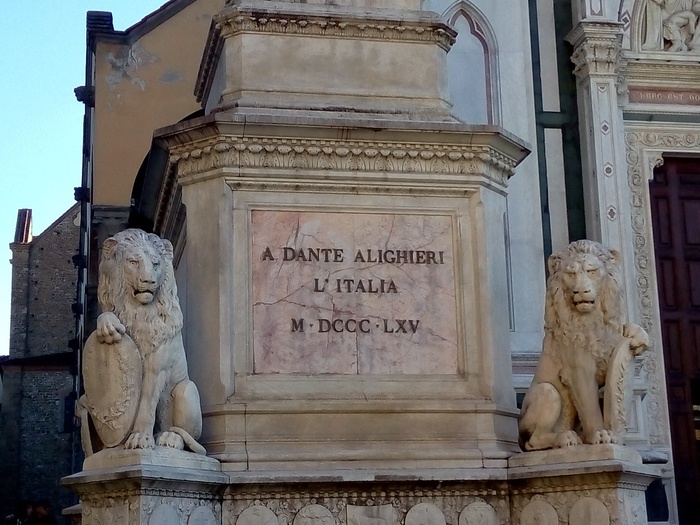 A DANTE ALIGHIERI
L' ITALIA
M · DCCC · LXV